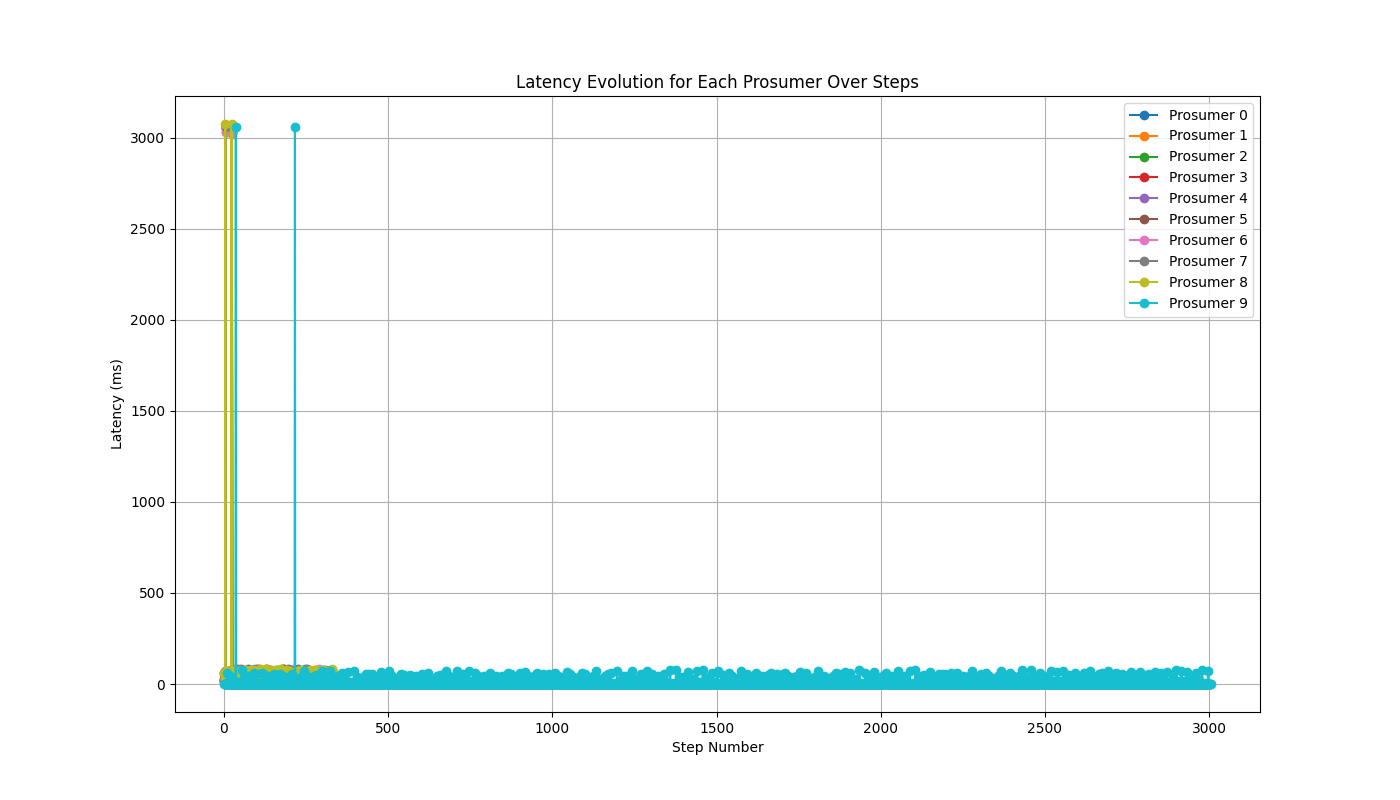 Latency Evolution for Each Prosumer Over Steps
3000
2500
2000
1500
1000
500
0
Latency (ms)
Prosumer 0
Prosumer 1
Prosumer 2
Prosumer 3
Prosumer 4
Prosumer 5
Prosumer 6
Prosumer 7
Prosumer 8
Prosumer 9
0 500 1000 1500 2000 2500 3000
Step Number